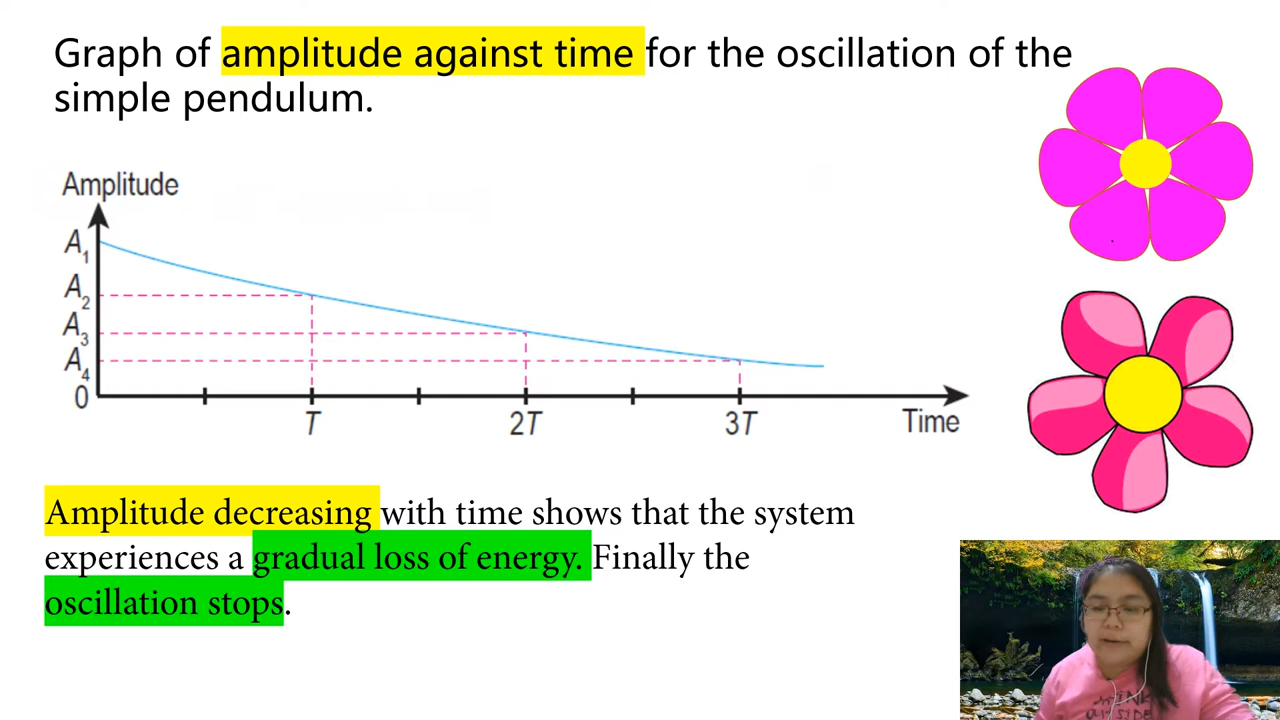 Graph of amplitude against time for the oscillation of the
simple pendulum.
Amplitude
A1
A2
A3
A4
0
T
2T
3T
Time
Amplitude decreasing with time shows that the system
experiences a gradual loss of energy. Finally the
oscillation stops.
THINK
OUTSIDE